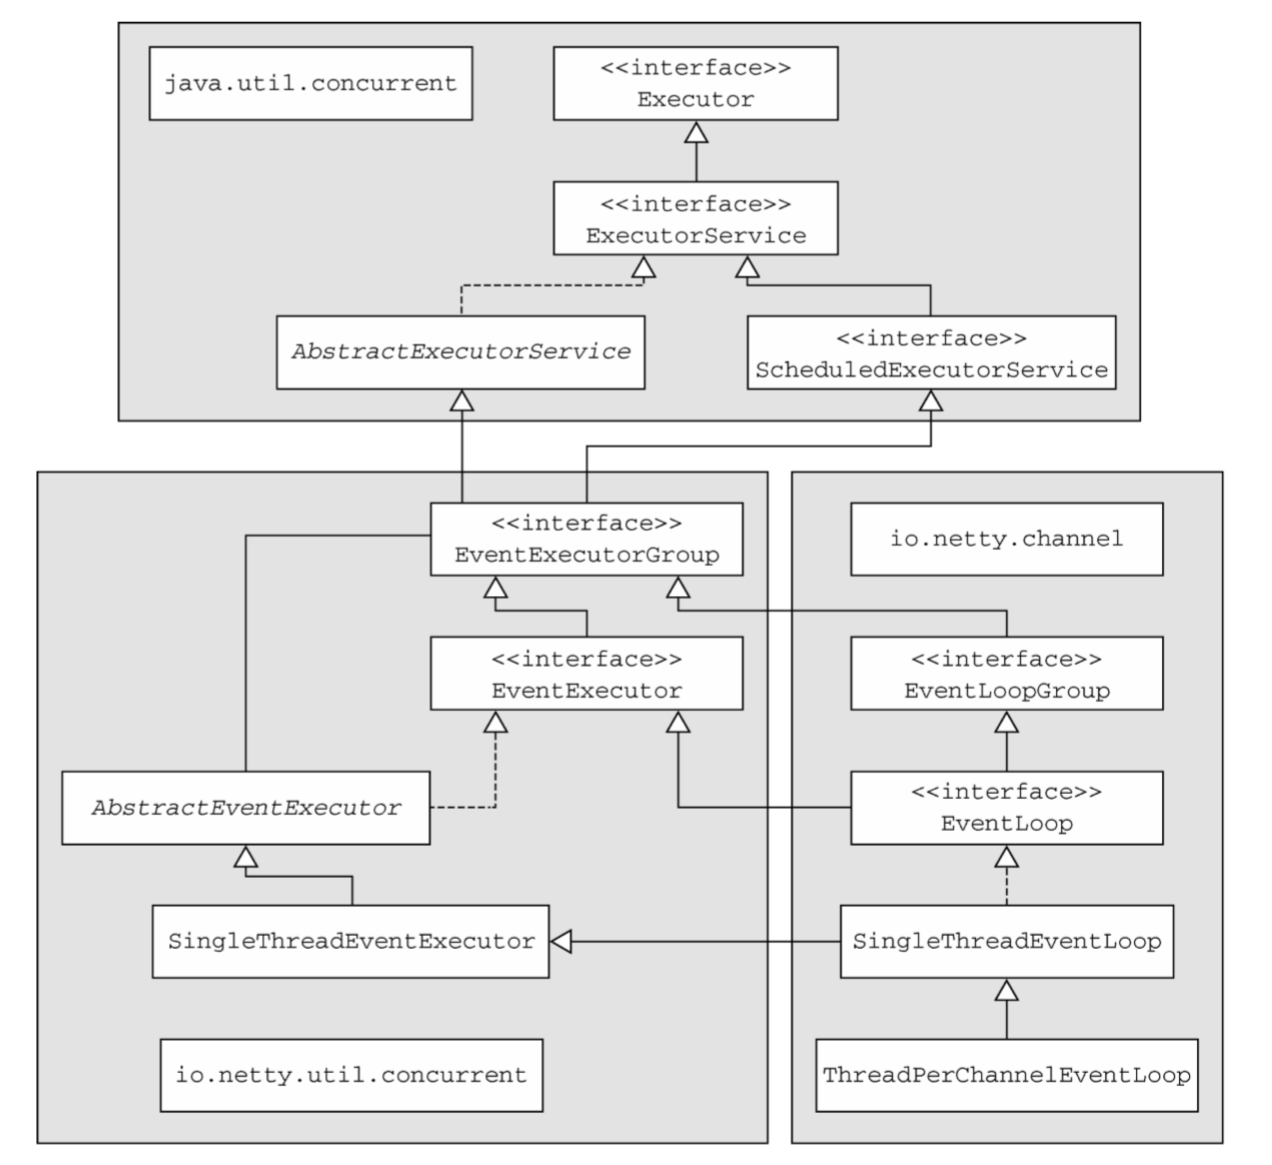 java.util.concurrent
<<interface>>
Executor
<<interface>>
ExecutorService
AbstractExecutorService
<<interface>>
ScheduledExecutorService
<<interface>>
EventExecutorGroup
io.netty.channel
<<interface>>
EventExecutor
<<interface>>
EventLoopGroup
AbstractEventExecutor
<<interface>>
EventLoop
SingleThreadEventExecutor
SingleThreadEventLoop
io.netty.util.concurrent
ThreadPerChannelEventLoop